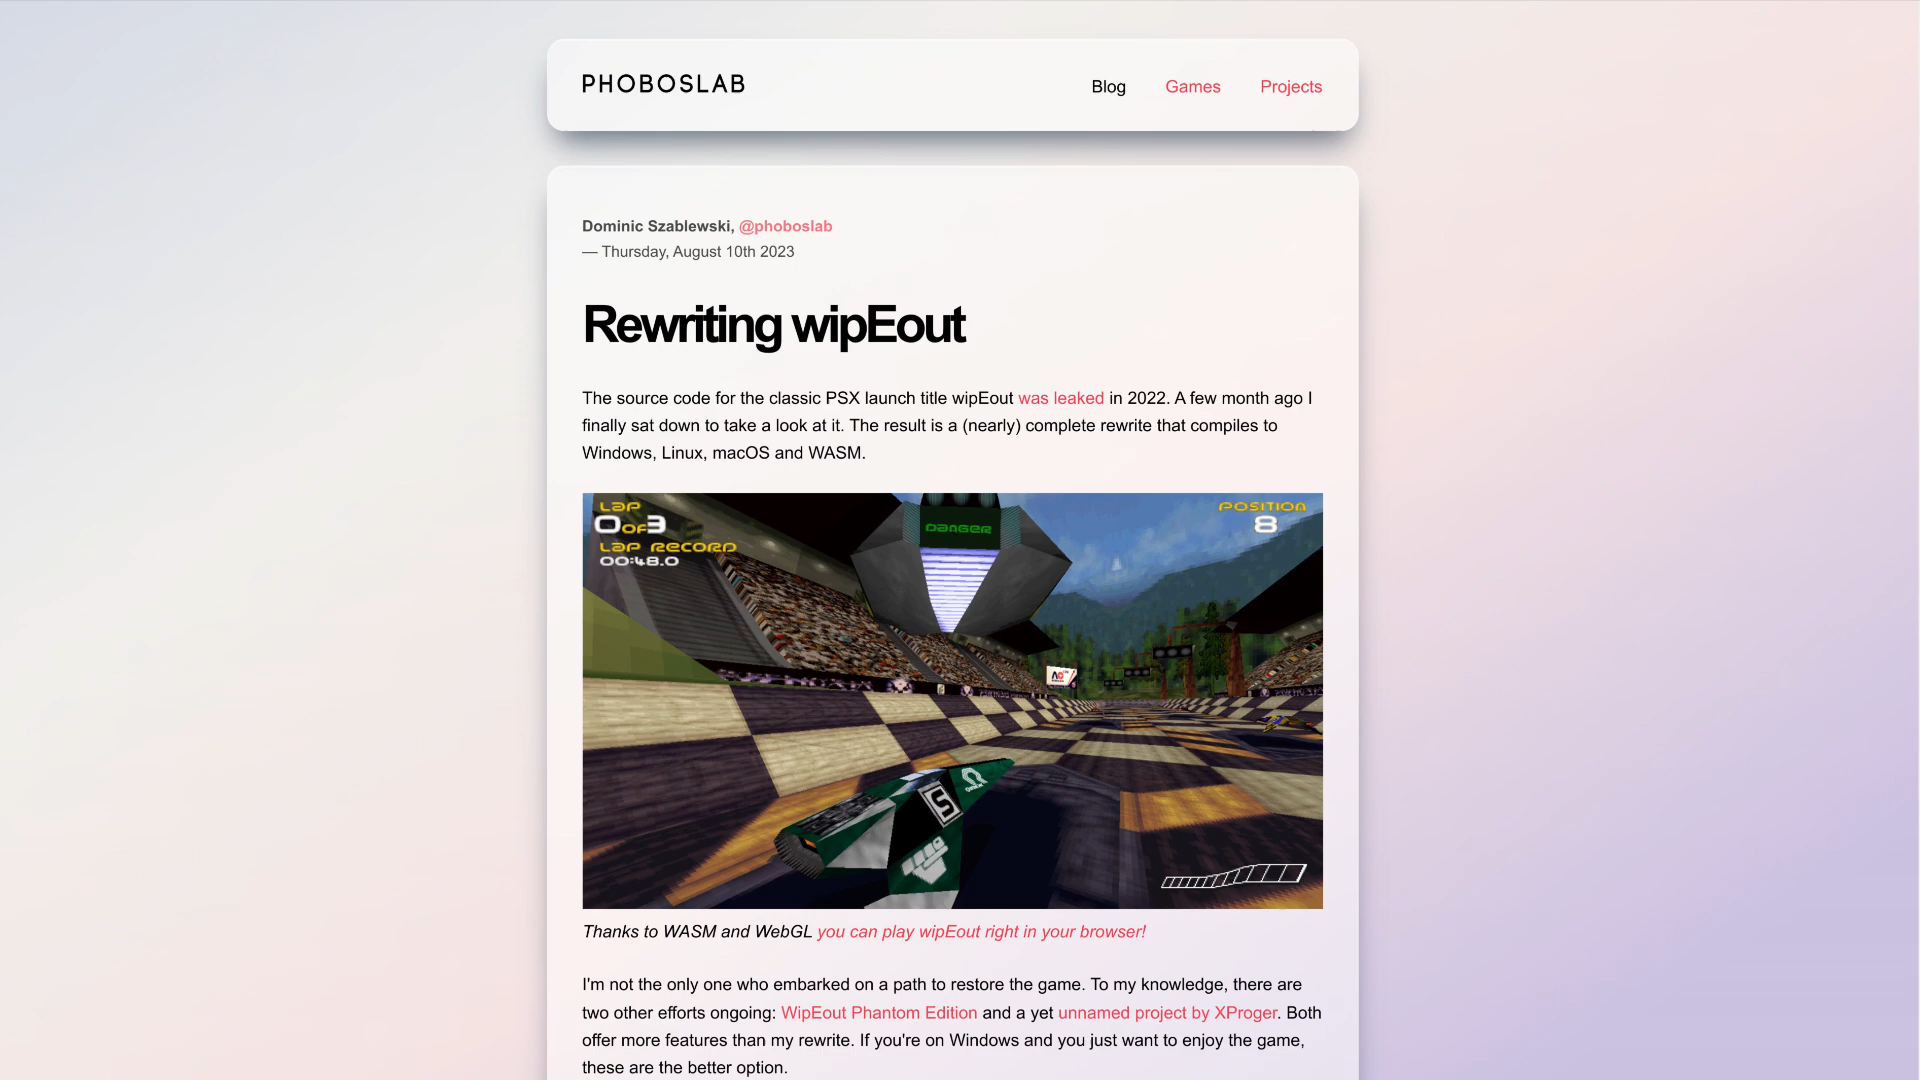 PHOBOSLAB
Blog
Games
Projects
Dominic Szablewski, @phoboslab
— Thursday, August 10th 2023
Rewriting wipEout
The source code for the classic PSX launch title wipEout was leaked in 2022. A few month ago I
finally sat down to take a look at it. The result is a (nearly) complete rewrite that compiles to
Windows, Linux, macOS and WASM.
LAP
0 OF 3
LAP RECORD
00:48.0
DANGER
POSITION
8
S
Thanks to WASM and WebGL you can play wipEout right in your browser!
I'm not the only one who embarked on a path to restore the game. To my knowledge, there are
two other efforts ongoing: WipEout Phantom Edition and a yet unnamed project by XProger. Both
offer more features than my rewrite. If you're on Windows and you just want to enjoy the game,
these are the better option.